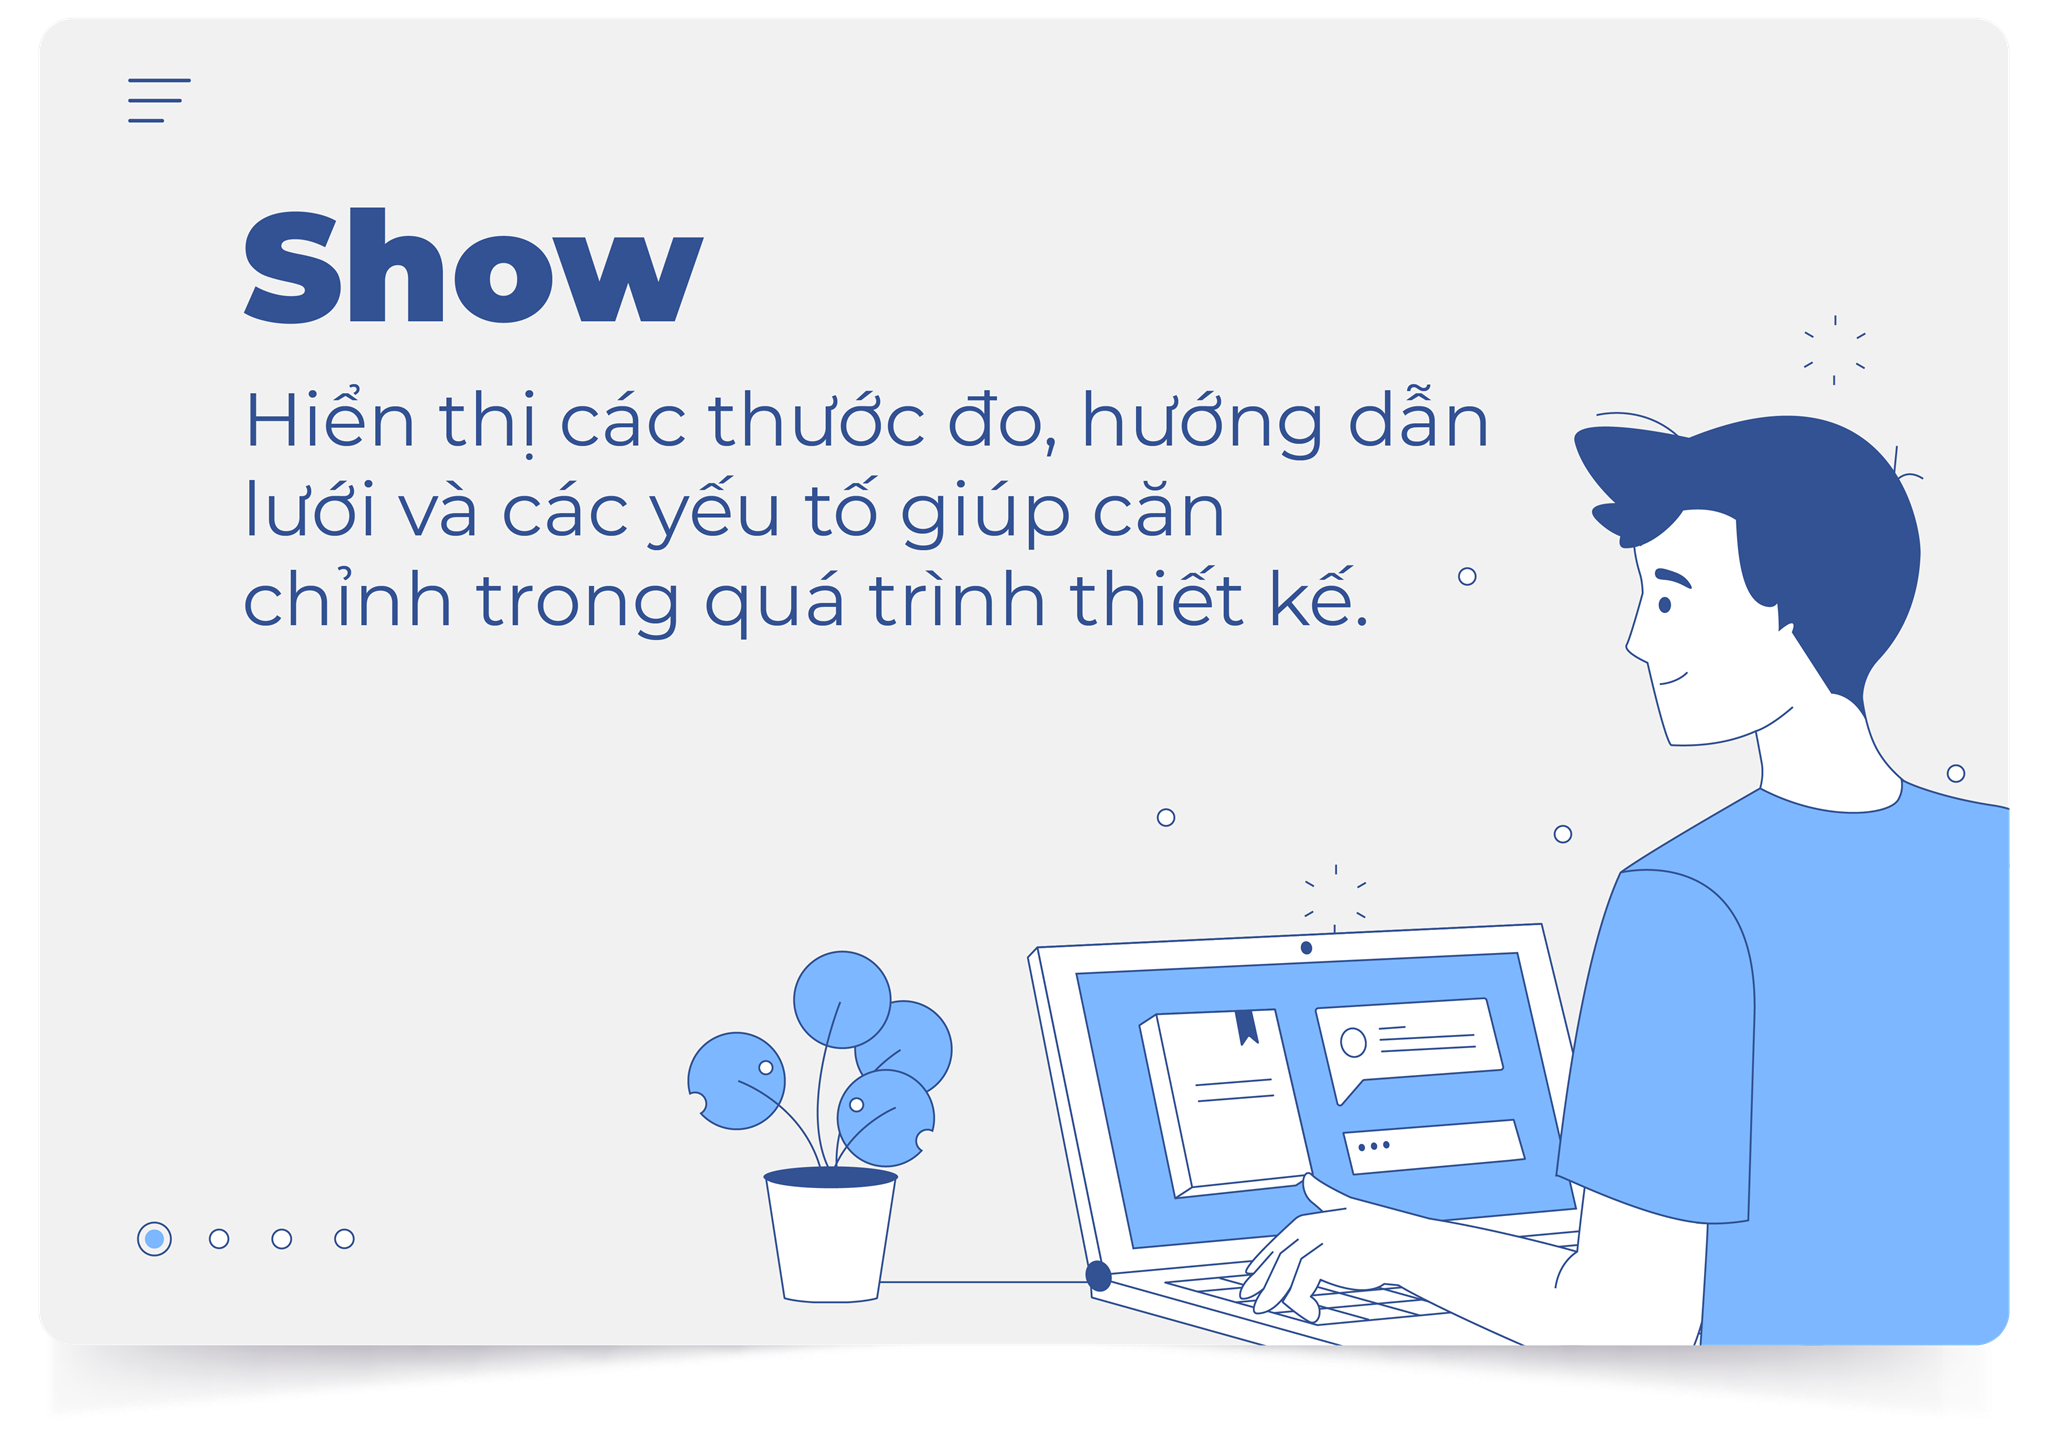 Show
Hiển thị các thước đo, hướng dẫn
lưới và các yếu tố giúp căn
chỉnh trong quá trình thiết kế.